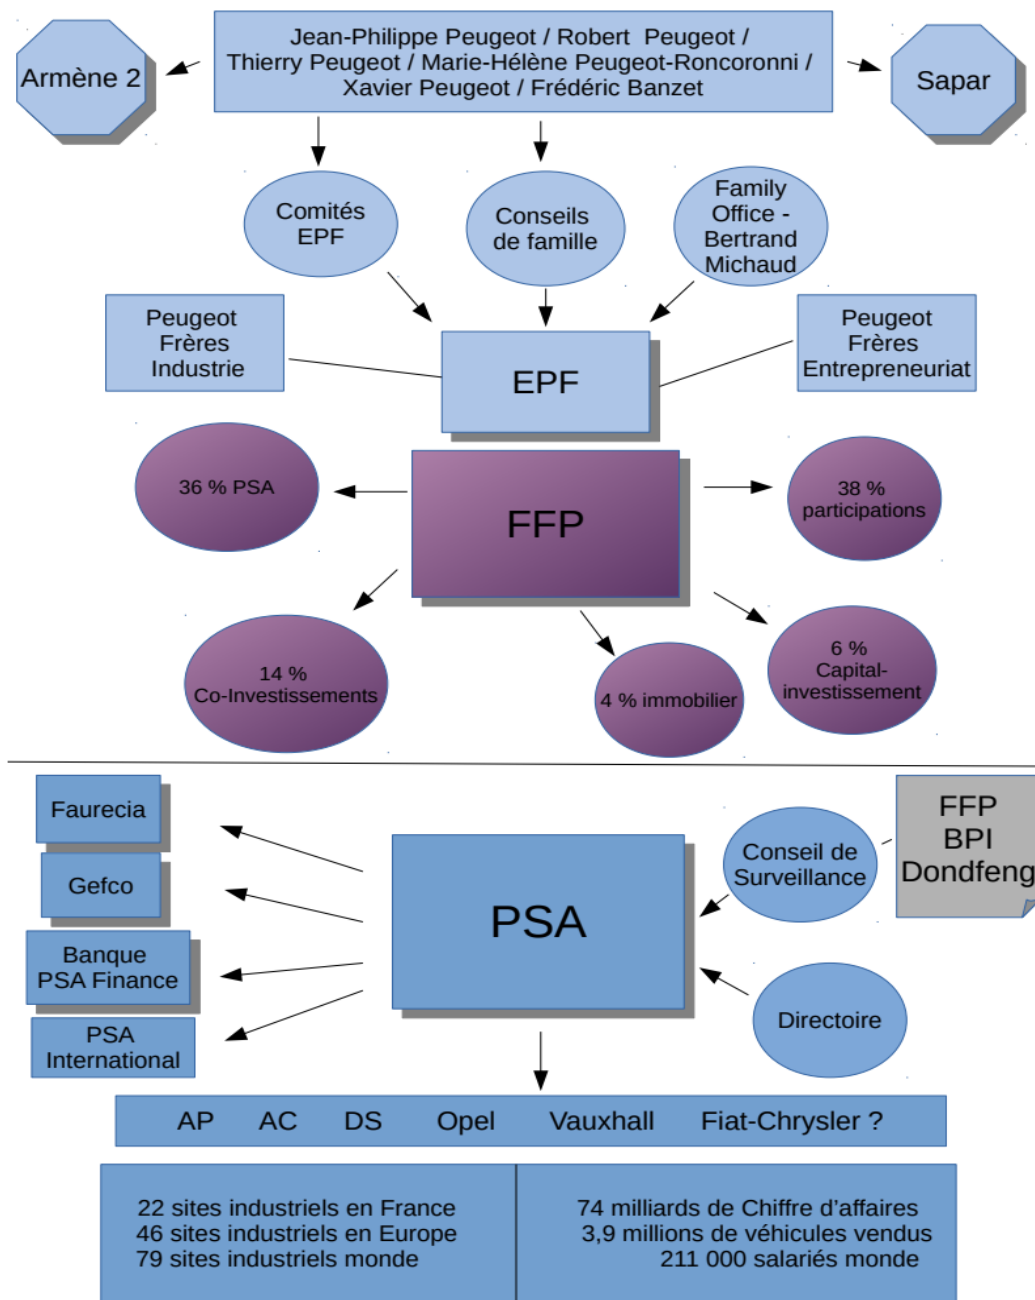 Jean-Philippe Peugeot / Robert  Peugeot /
Thierry Peugeot / Marie-Hélène Peugeot-Roncoronni /
Xavier Peugeot / Frédéric Banzet
Armène 2
Sapar
Comités
EPF
Conseils
de famille
Family
Office -
Bertrand
Michaud
Peugeot
Frères
Industrie
EPF
Peugeot
Frères
Entrepreneuriat
36 % PSA
FFP
38 %
participations
14 %
Co-Investissements
4 % immobilier
6 %
Capital-
investissement
Faurecia
Gefco
Banque
PSA Finance
PSA
International
PSA
Conseil de
Surveillance
FFP
BPI
Dondfeng
Directoire
AP AC DS Opel Vauxhall Fiat-Chrysler ?
22 sites industriels en France
46 sites industriels en Europe
79 sites industriels monde
74 milliards de Chiffre d'affaires
3,9 millions de véhicules vendus
211 000 salariés monde